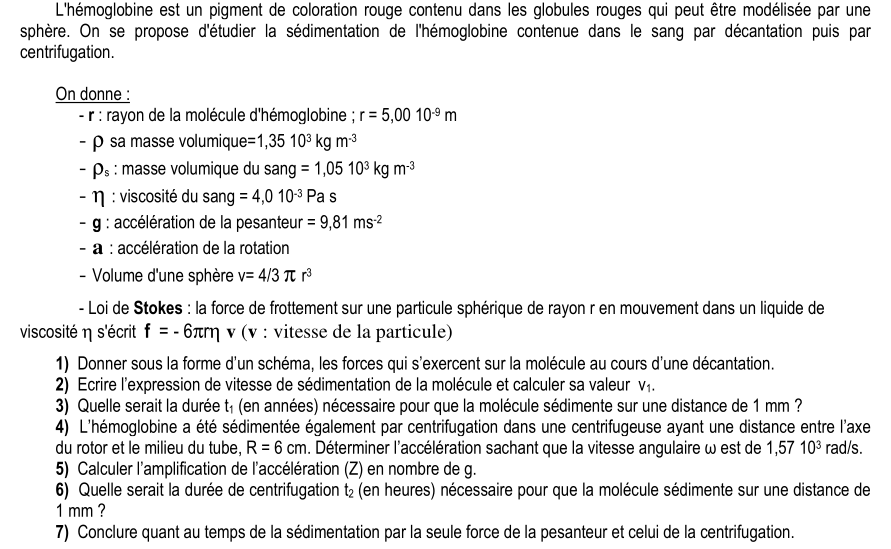 L'hémoglobine est un pigment de coloration rouge contenu dans les globules rouges qui peut être modélisée par une
sphère. On se propose d'étudier la sédimentation de l'hémoglobine contenue dans le sang par décantation puis par
centrifugation.
On donne :
- r : rayon de la molécule d'hémoglobine ; r = 5,00 10⁻⁹ m
- ρ sa masse volumique=1,35 10³ kg m⁻³
- ρₛ : masse volumique du sang = 1,05 10³ kg m⁻³
- η : viscosité du sang = 4,0 10⁻³ Pa s
- g : accélération de la pesanteur = 9,81 ms⁻²
- a : accélération de la rotation
- Volume d'une sphère v= 4/3 π r³
- Loi de Stokes : la force de frottement sur une particule sphérique de rayon r en mouvement dans un liquide de
viscosité η s'écrit f = - 6πrη v (v : vitesse de la particule)
1) Donner sous la forme d'un schéma, les forces qui s'exercent sur la molécule au cours d'une décantation.
2) Ecrire l'expression de vitesse de sédimentation de la molécule et calculer sa valeur v₁.
3) Quelle serait la durée t₁ (en années) nécessaire pour que la molécule sédimente sur une distance de 1 mm ?
4) L'hémoglobine a été sédimentée également par centrifugation dans une centrifugeuse ayant une distance entre l'axe
du rotor et le milieu du tube, R = 6 cm. Déterminer l'accélération sachant que la vitesse angulaire ω est de 1,57 10³ rad/s.
5) Calculer l'amplification de l'accélération (Z) en nombre de g.
6) Quelle serait la durée de centrifugation t₂ (en heures) nécessaire pour que la molécule sédimente sur une distance de
1 mm ?
7) Conclure quant au temps de la sédimentation par la seule force de la pesanteur et celui de la centrifugation.